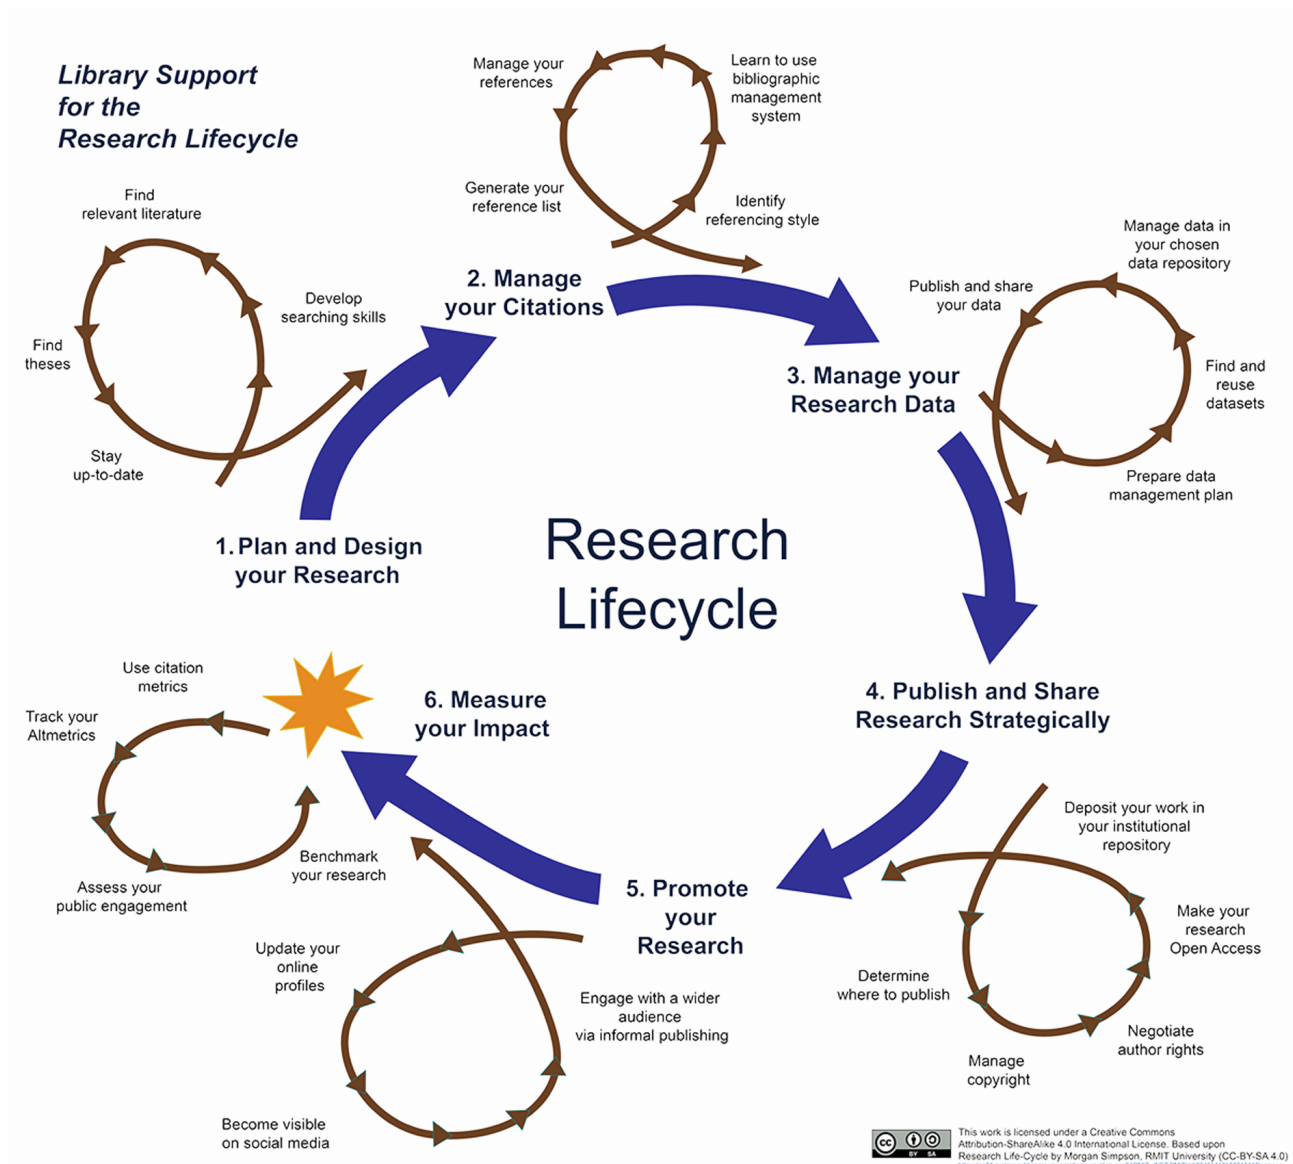 Library Support
for the
Research Lifecycle
Find
relevant literature
Develop
searching skills
Find
theses
Stay
up-to-date
1. Plan and Design
your Research
Manage your
references
Learn to use
bibliographic
management
system
Generate your
reference list
Identify
referencing style
2. Manage
your Citations
Manage data in
your chosen
data repository
Publish and share
your data
Find and
reuse
datasets
Prepare data
management plan
3. Manage your
Research Data
Research
Lifecycle
4. Publish and Share
Research Strategically
Deposit your work in
your institutional
repository
Make your
research
Open Access
Determine
where to publish
Negotiate
author rights
Manage
copyright
5. Promote
your
Research
Update your
online
profiles
Engage with a wider
audience
via informal publishing
Become visible
on social media
6. Measure
your Impact
Use citation
metrics
Track your
Altmetrics
Assess your
public engagement
Benchmark
your research
cc
BY SA
This work is licensed under a Creative Commons
Attribution-ShareAlike 4.0 International License. Based upon
Research Life-Cycle by Morgan Simpson, RMIT University (CC-BY-SA 4.0)